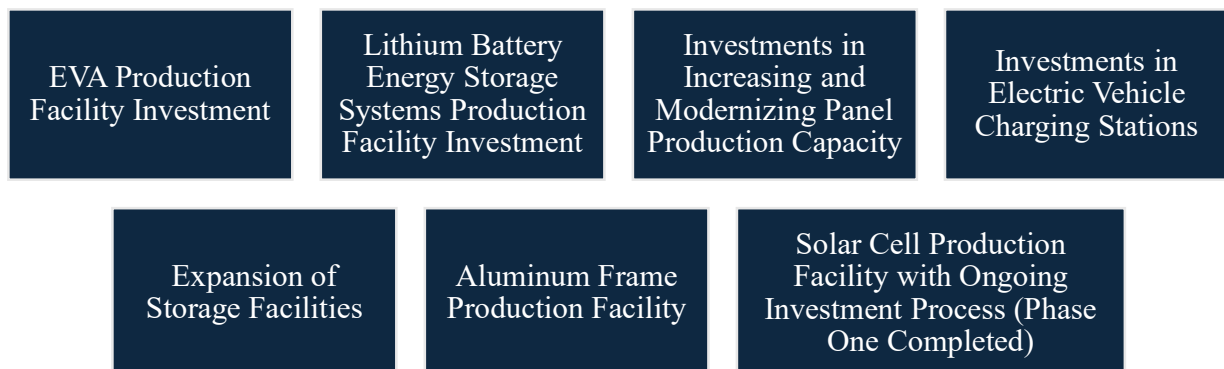 EVA Production
Facility Investment
Lithium Battery
Energy Storage
Systems Production
Facility Investment
Investments in
Increasing and
Modernizing Panel
Production Capacity
Investments in
Electric Vehicle
Charging Stations
Expansion of
Storage Facilities
Aluminum Frame
Production Facility
Solar Cell Production
Facility with Ongoing
Investment Process (Phase
One Completed)